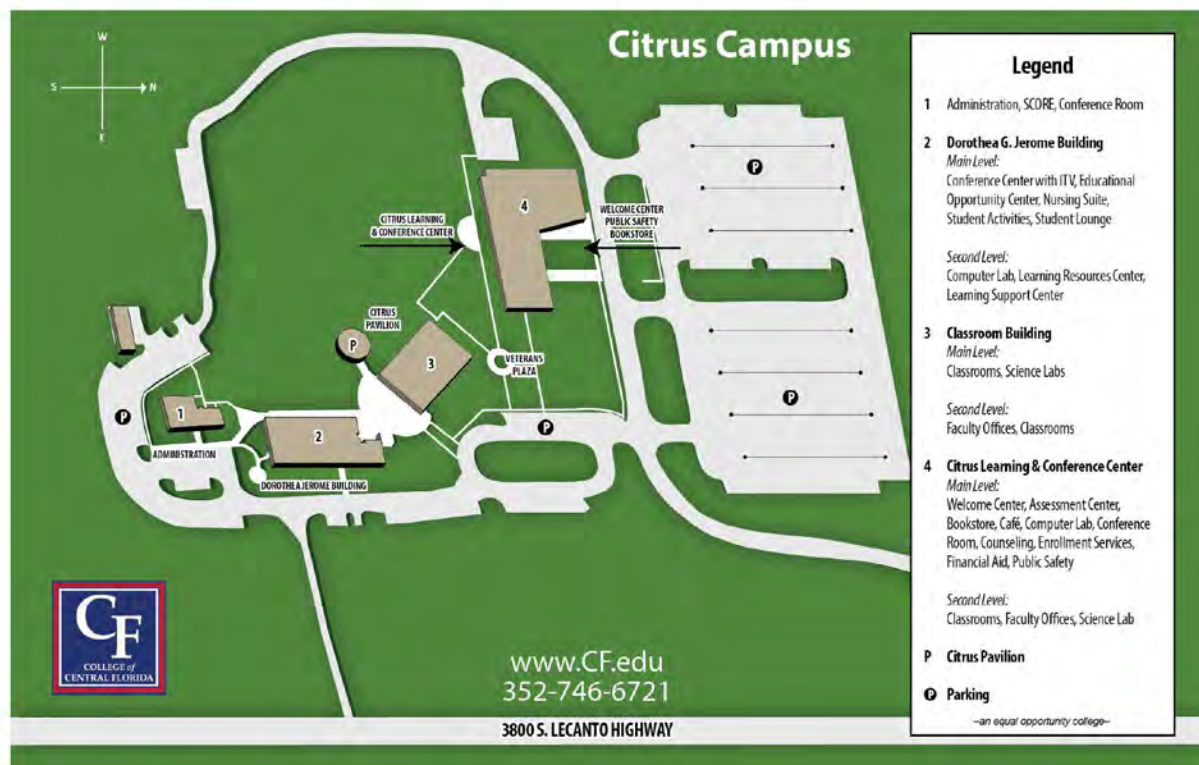 Citrus Campus
W
S
N
E
CITRUS LEARNING
& CONFERENCE CENTER
4
WELCOME CENTER
PUBLIC SAFETY
BOOKSTORE
P
CITRUS
PAVILION
P
3
VETERANS
PLAZA
P
1
ADMINISTRATION
2
DOROTHEA JEROME BUILDING
P
P
CF
COLLEGE of
CENTRAL FLORIDA
www.CF.edu
352-746-6721
3800 S. LECANTO HIGHWAY
Legend
1 Administration, SCORE, Conference Room
2 Dorothea G. Jerome Building
Main Level:
Conference Center with ITV, Educational
Opportunity Center, Nursing Suite,
Student Activities, Student Lounge
Second Level:
Computer Lab, Learning Resources Center,
Learning Support Center
3 Classroom Building
Main Level:
Classrooms, Science Labs
Second Level:
Faculty Offices, Classrooms
4 Citrus Learning & Conference Center
Main Level:
Welcome Center, Assessment Center,
Bookstore, Café, Computer Lab, Conference
Room, Counseling, Enrollment Services,
Financial Aid, Public Safety
Second Level:
Classrooms, Faculty Offices, Science Lab
P Citrus Pavilion
P Parking
–an equal opportunity college–